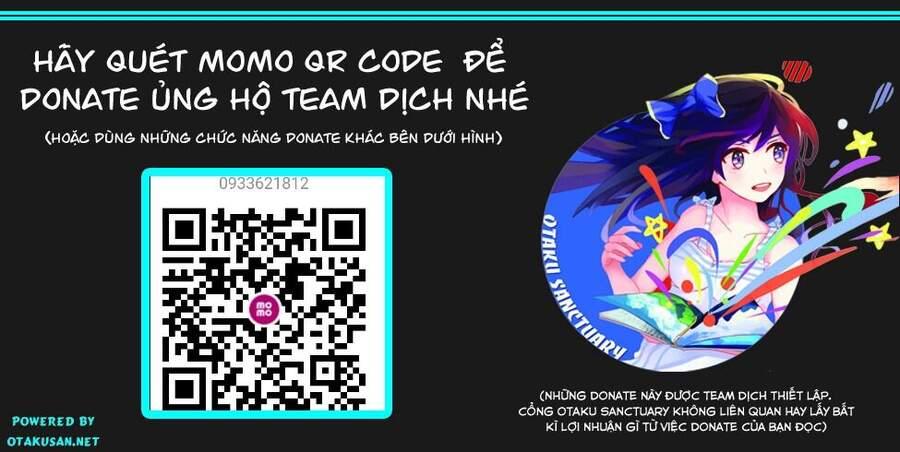 HÃY QUÉT MOMO QR CODE ĐỂ
DONATE ỦNG HỘ TEAM DỊCH NHÉ
(HOẶC DÙNG NHỮNG CHỨC NĂNG DONATE KHÁC BÊN DƯỚI HÌNH)
0933621812
mo
mo
OTAKU SANCTUARY
(NHỮNG DONATE NÀY ĐƯỢC TEAM DỊCH THIẾT LẬP.
CỔNG OTAKU SANCTUARY KHÔNG LIÊN QUAN HAY LẤY BẤT
KÌ LỢI NHUẬN GÌ TỪ VIỆC DONATE CỦA BẠN ĐỌC)
POWERED BY
OTAKUSAN.NET